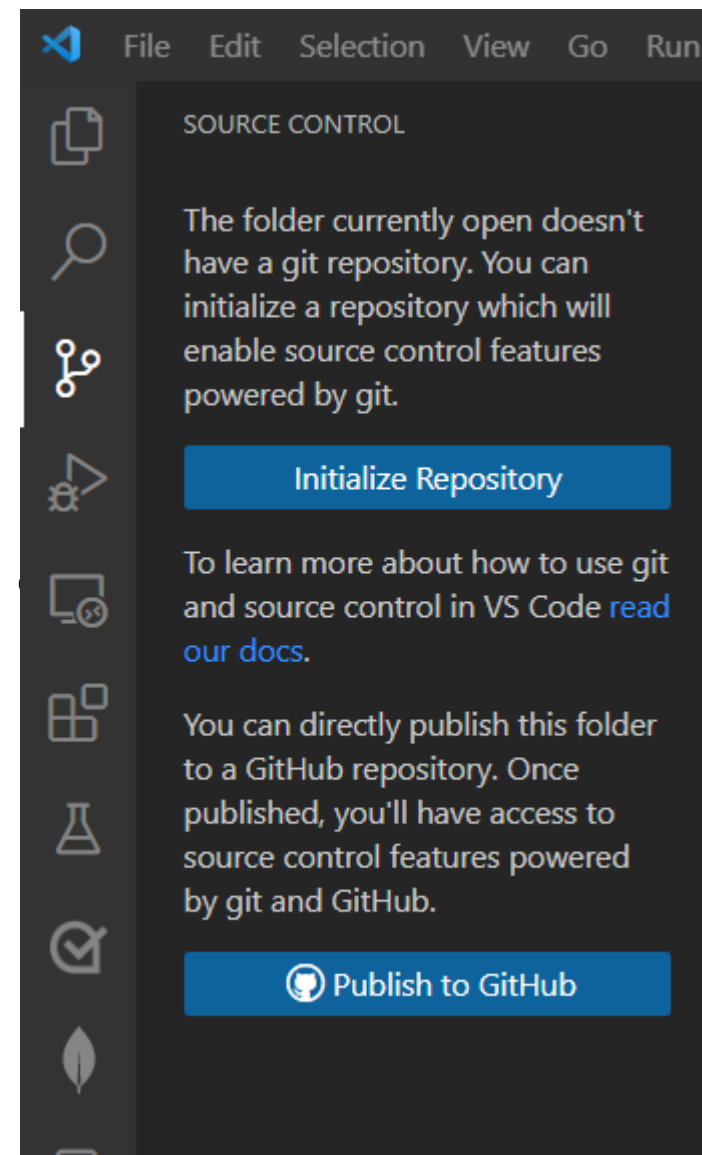 File Edit Selection View Go Run
SOURCE CONTROL
The folder currently open doesn't
have a git repository. You can
initialize a repository which will
enable source control features
powered by git.
Initialize Repository
To learn more about how to use git
and source control in VS Code read
our docs.
You can directly publish this folder
to a GitHub repository. Once
published, you'll have access to
source control features powered
by git and GitHub.
Publish to GitHub